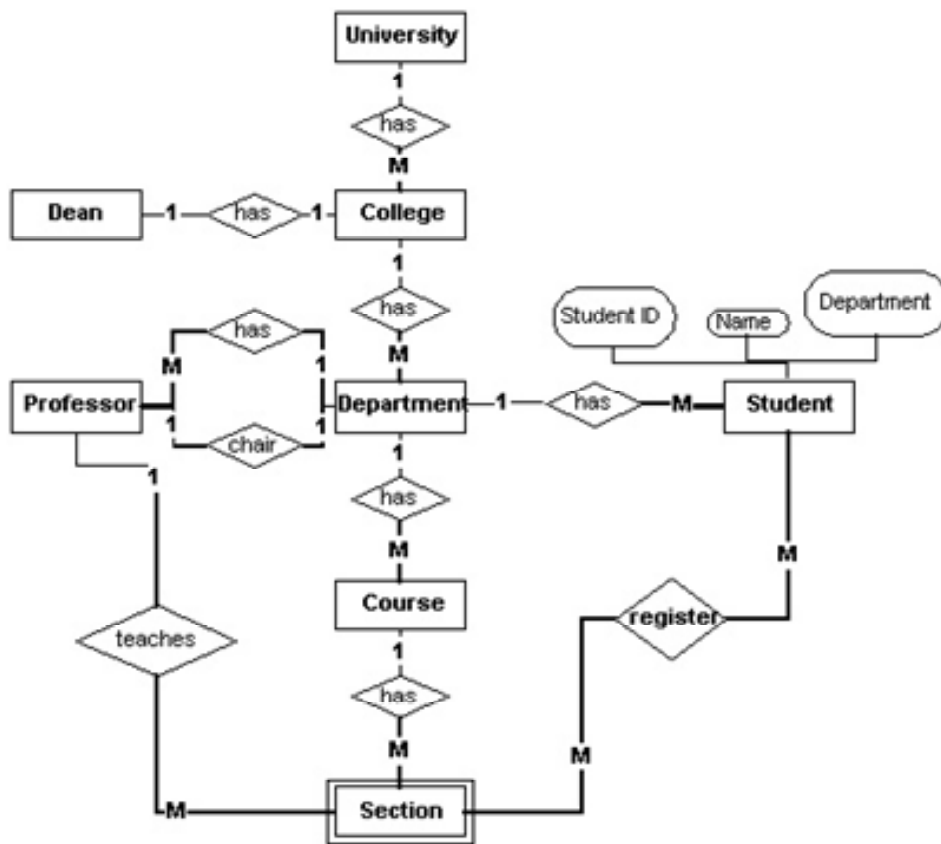 University
1
has
M
Dean
1
has
1
College
1
has
M
Student ID
Name
Department
has
M
1
Professor
Department
1
has
M
Student
1
chair
1
1
1
has
M
M
Course
register
teaches
1
has
M
M
M
Section